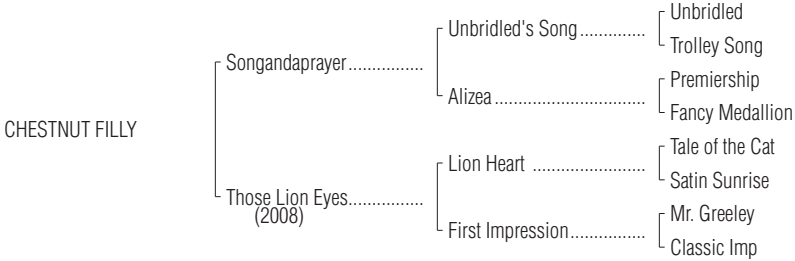 Unbridled
Unbridled's Song..............
Trolley Song
Songandaprayer................
Premiership
Alizea................................
Fancy Medallion
CHESTNUT FILLY
Tale of the Cat
Lion Heart ........................
Satin Sunrise
Those Lion Eyes................
(2008)
Mr. Greeley
First Impression................
Classic Imp